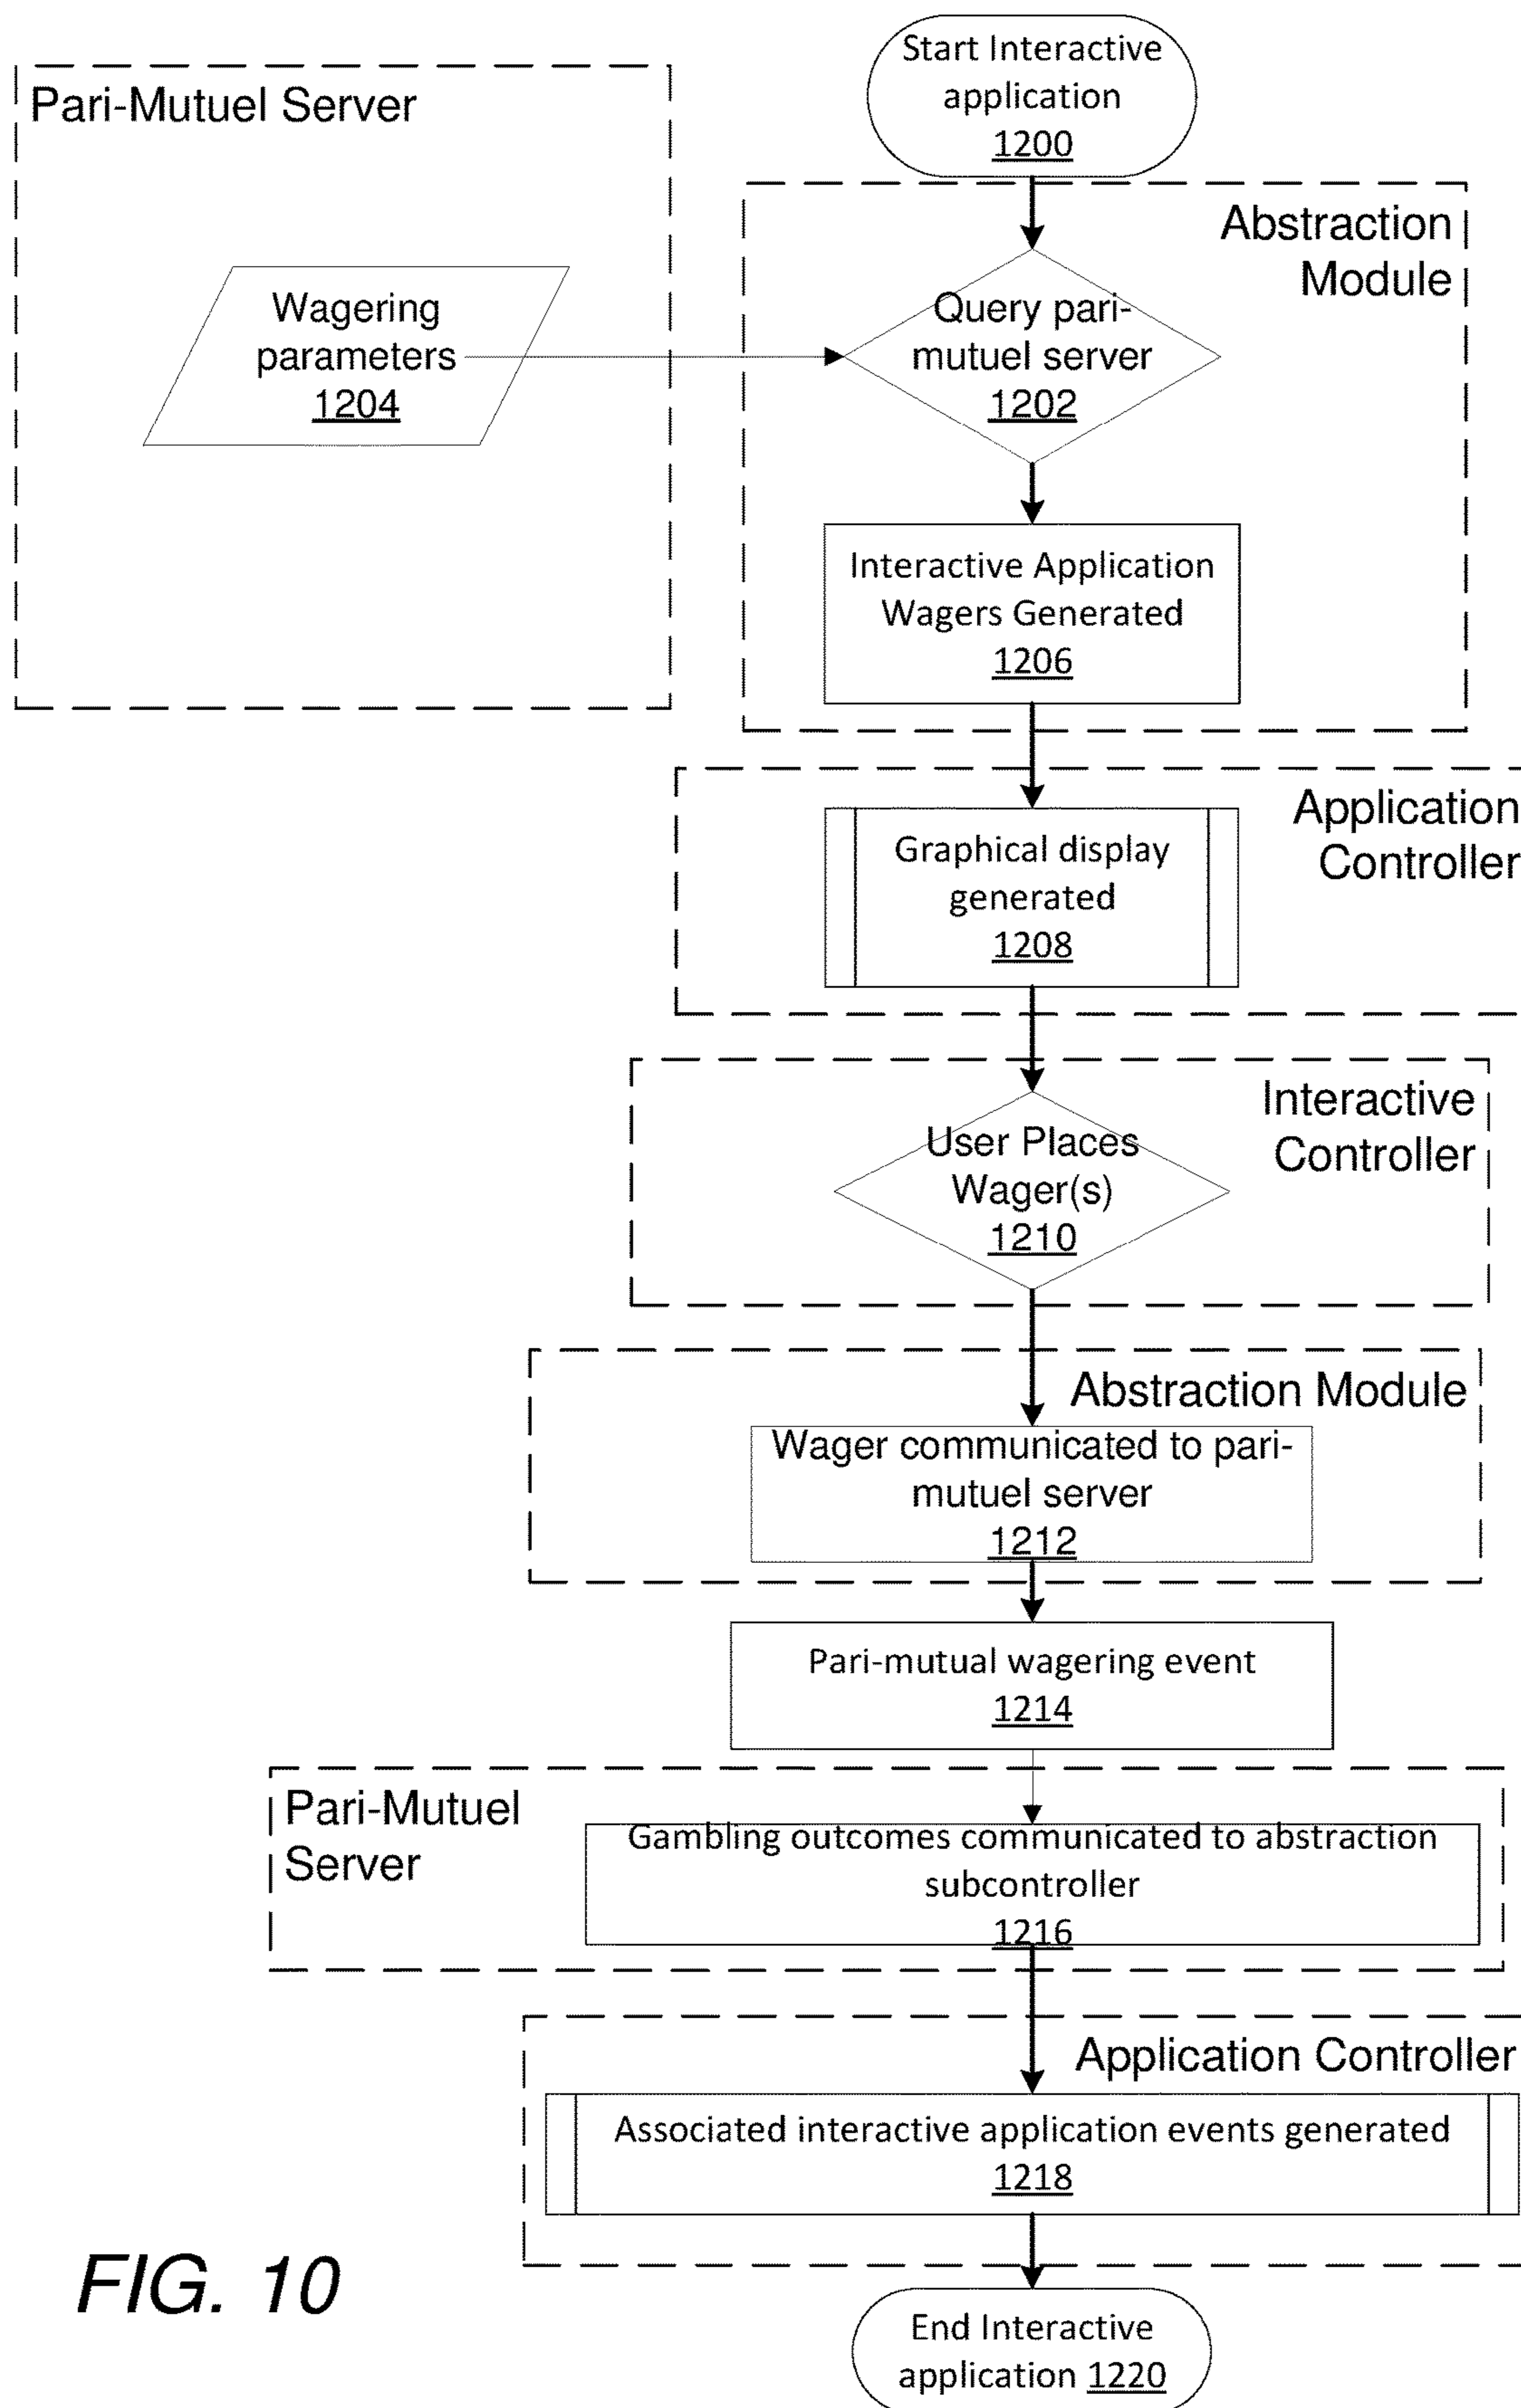 Start Interactive
application
1200
Pari-Mutuel Server
Abstraction
Module
Wagering
parameters
1204
Query pari-
mutuel server
1202
Interactive Application
Wagers Generated
1206
Application
Controller
Graphical display
generated
1208
Interactive
Controller
User Places
Wager(s)
1210
Abstraction Module
Wager communicated to pari-
mutuel server
1212
Pari-mutual wagering event
1214
Pari-Mutuel
Server
Gambling outcomes communicated to abstraction
subcontroller
1216
Application Controller
Associated interactive application events generated
1218
FIG. 10
End Interactive
application 1220